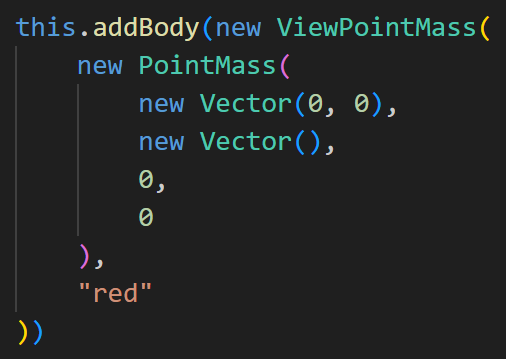 this.addBody(new ViewPointMass(
    new PointMass(
        new Vector(0, 0),
        new Vector(),
        0,
        0
    ),
    "red"
))